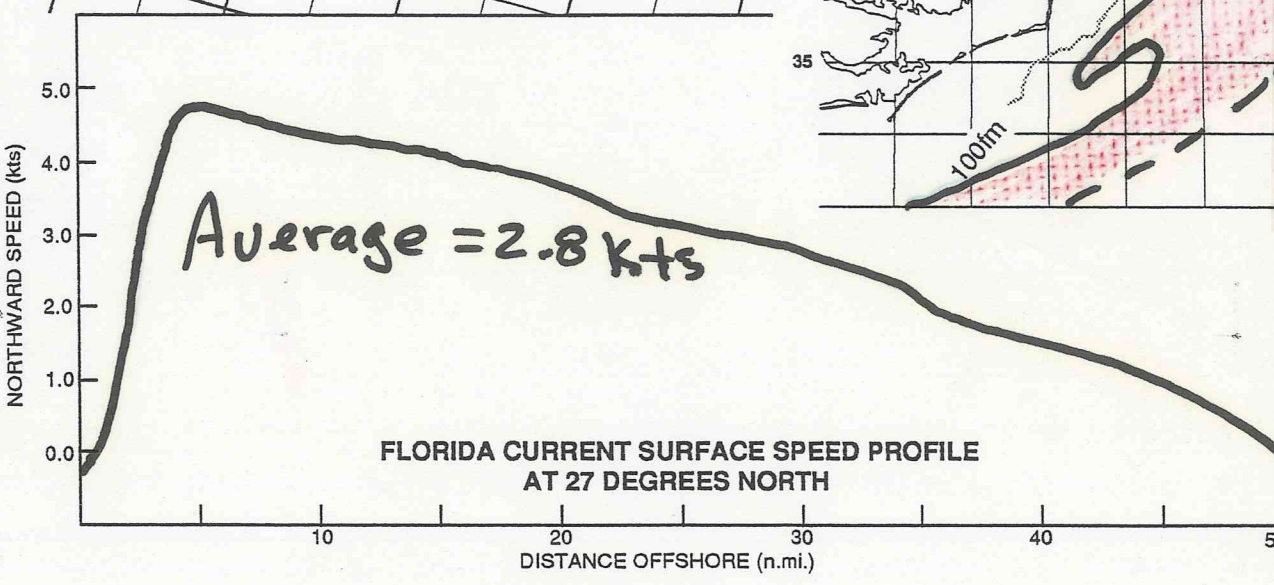 35
100fm
5.0
4.0
3.0
2.0
1.0
0.0
NORTHWARD SPEED (kts)
Average = 2.8 kts
FLORIDA CURRENT SURFACE SPEED PROFILE
AT 27 DEGREES NORTH
10
20
30
40
5
DISTANCE OFFSHORE (n.mi.)